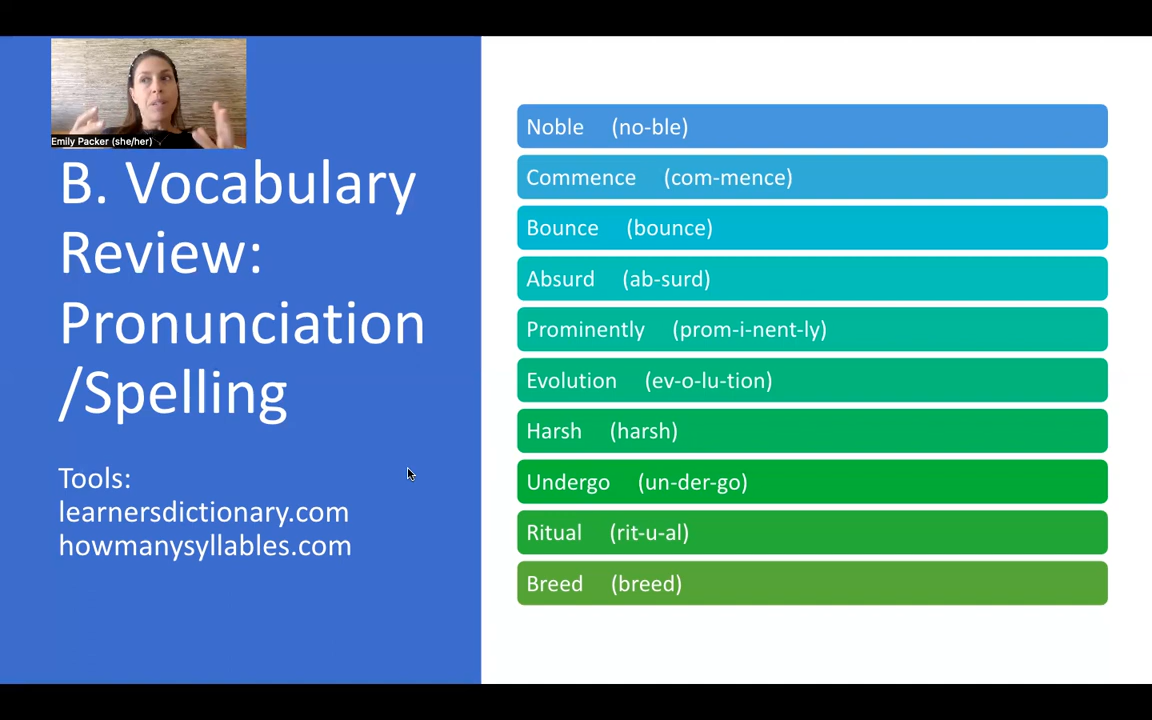 Emily Packer (she/her)
B. Vocabulary
Review:
Pronunciation
/Spelling
Tools:
learnersdictionary.com
howmanysyllables.com
Noble (no-ble)
Commence (com-mence)
Bounce (bounce)
Absurd (ab-surd)
Prominently (prom-i-nent-ly)
Evolution (ev-o-lu-tion)
Harsh (harsh)
Undergo (un-der-go)
Ritual (rit-u-al)
Breed (breed)